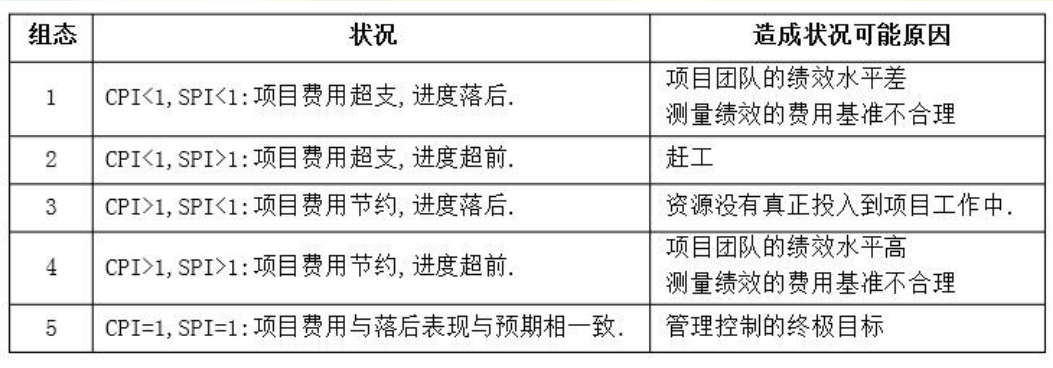 组态 状况 造成状况可能原因
1 CPI<1,SPI<1:项目费用超支,进度落后. 项目团队的绩效水平差
测量绩效的费用基准不合理
2 CPI<1,SPI>1:项目费用超支,进度超前. 赶工
3 CPI>1,SPI<1:项目费用节约,进度落后. 资源没有真正投入到项目工作中.
4 CPI>1,SPI>1:项目费用节约,进度超前. 项目团队的绩效水平高
测量绩效的费用基准不合理
5 CPI=1,SPI=1:项目费用与落后表现与预期相一致. 管理控制的终极目标